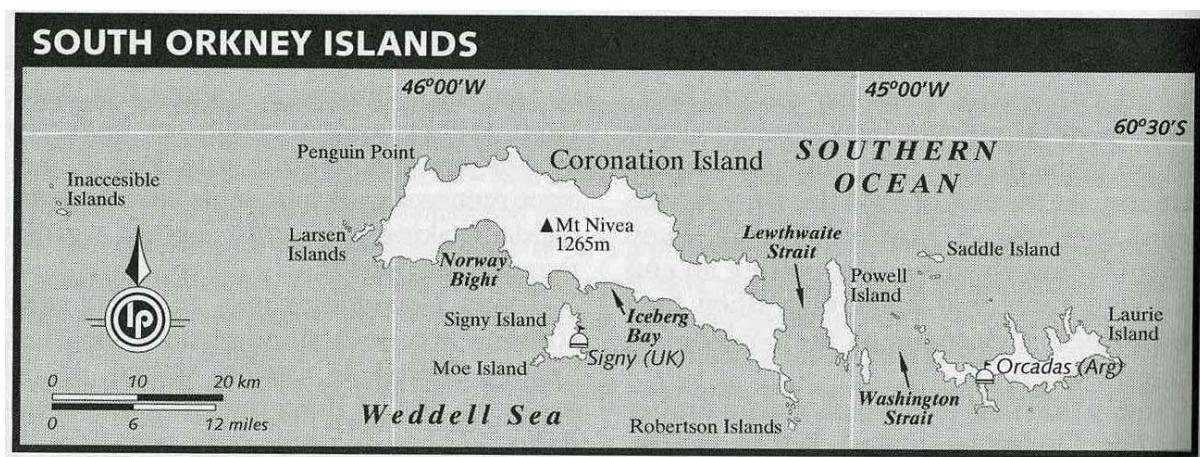 SOUTH ORKNEY ISLANDS
46°00'W
45°00'W
60°30'S
Penguin Point
Coronation Island
SOUTHERN
OCEAN
Inaccesible
Islands
Larsen
Islands
Mt Nivea
1265m
Norway
Bight
Lewthwaite
Strait
Saddle Island
Powell
Island
Signy Island
Iceberg
Bay
Laurie
Island
Moe Island
Signy (UK)
Orcadas (Arg)
lp
0 10 20 km
0 6 12 miles
Weddell Sea
Washington
Strait
Robertson Islands